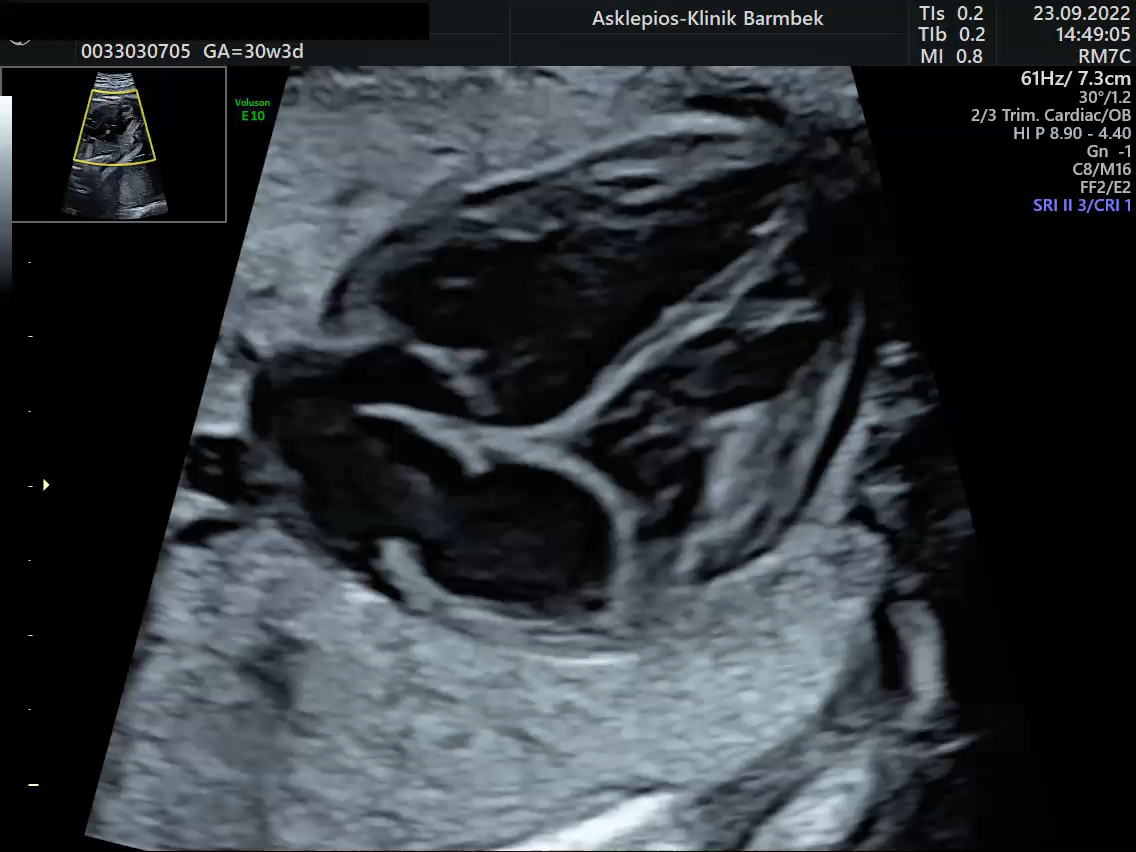 Asklepios-Klinik Barmbek
0033030705 GA=30w3d
TIs 0.2
TIb 0.2
MI 0.8
23.09.2022
14:49:05
RM7C
Voluson
E10
61Hz/ 7.3cm
30°/1.2
2/3 Trim. Cardiac/OB
HI P 8.90 - 4.40
Gn -1
C8/M16
FF2/E2
SRI II 3/CRI 1